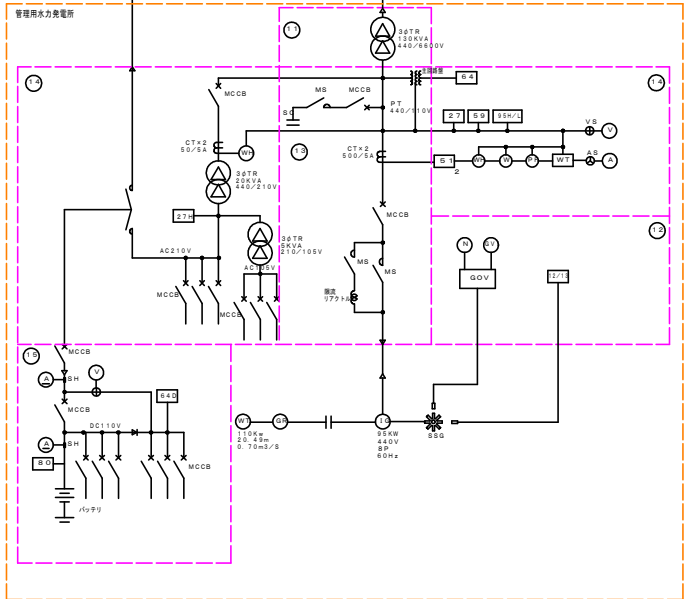 管理用水力発電所
11
3φTR
130KVA
440/6600V
14
14
64
MCCB
MS
MCCB
SC
PT
440/110V
27
59
95H/L
VS
V
CT×2
50/5A
WH
13
CT×2
500/5A
51
2
WH
W
PF
WT
AS
A
3φTR
20KVA
440/210V
27H
MCCB
12
3φTR
5KVA
210/105V
N
GV
AC210V
AC105V
MS
MS
GOV
12/13
限流
リアクトル
MCCB
MCCB
15
MCCB
A
SH
V
MCCB
64D
DC110V
A
SH
80
MCCB
バッテリ
WT
GR
IG
SSG
110Kw
20.49m
0.70m3/S
95KW
440V
8P
60Hz